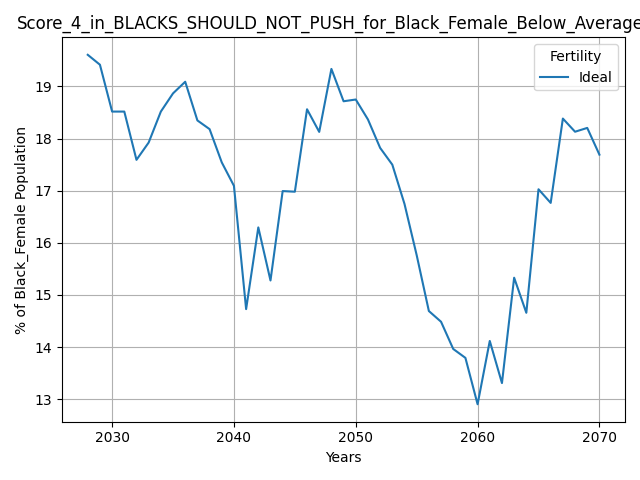 Score_4_in_BLACKS_SHOULD_NOT_PUSH_for_Black_Female_Below_Average
Fertility
Ideal
19
18
17
16
15
14
13
% of Black_Female Population
2030 2040 2050 2060 2070
Years